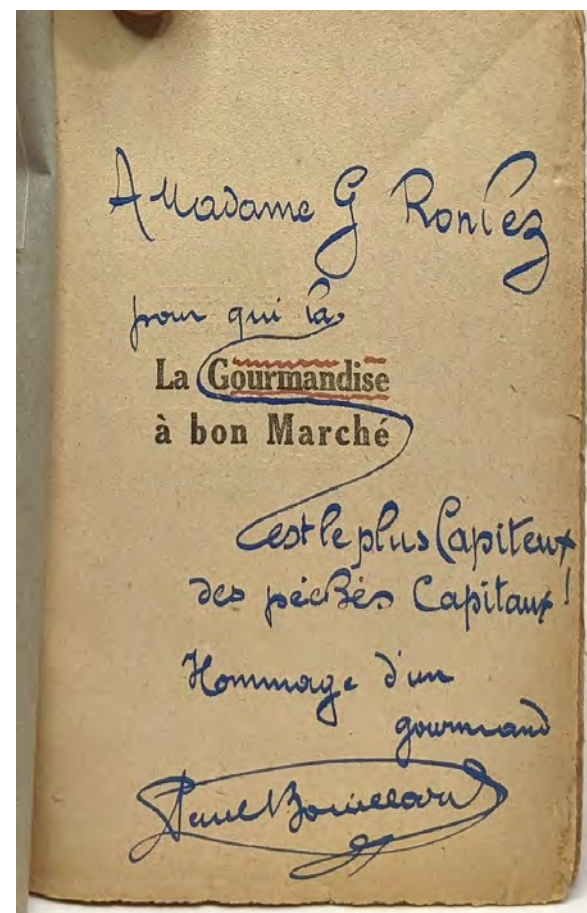 A Madame G Roniez
pour qui la
La Gourmandise
à bon Marché
est le plus Capiteux
des péchés Capitaux !
Hommage d'un
gourmand
Paul Bouillard